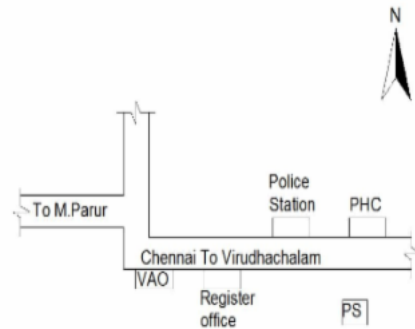 N
Police
Station
PHC
To M.Parur
Chennai To Virudhachalam
VAO
Register
office
PS